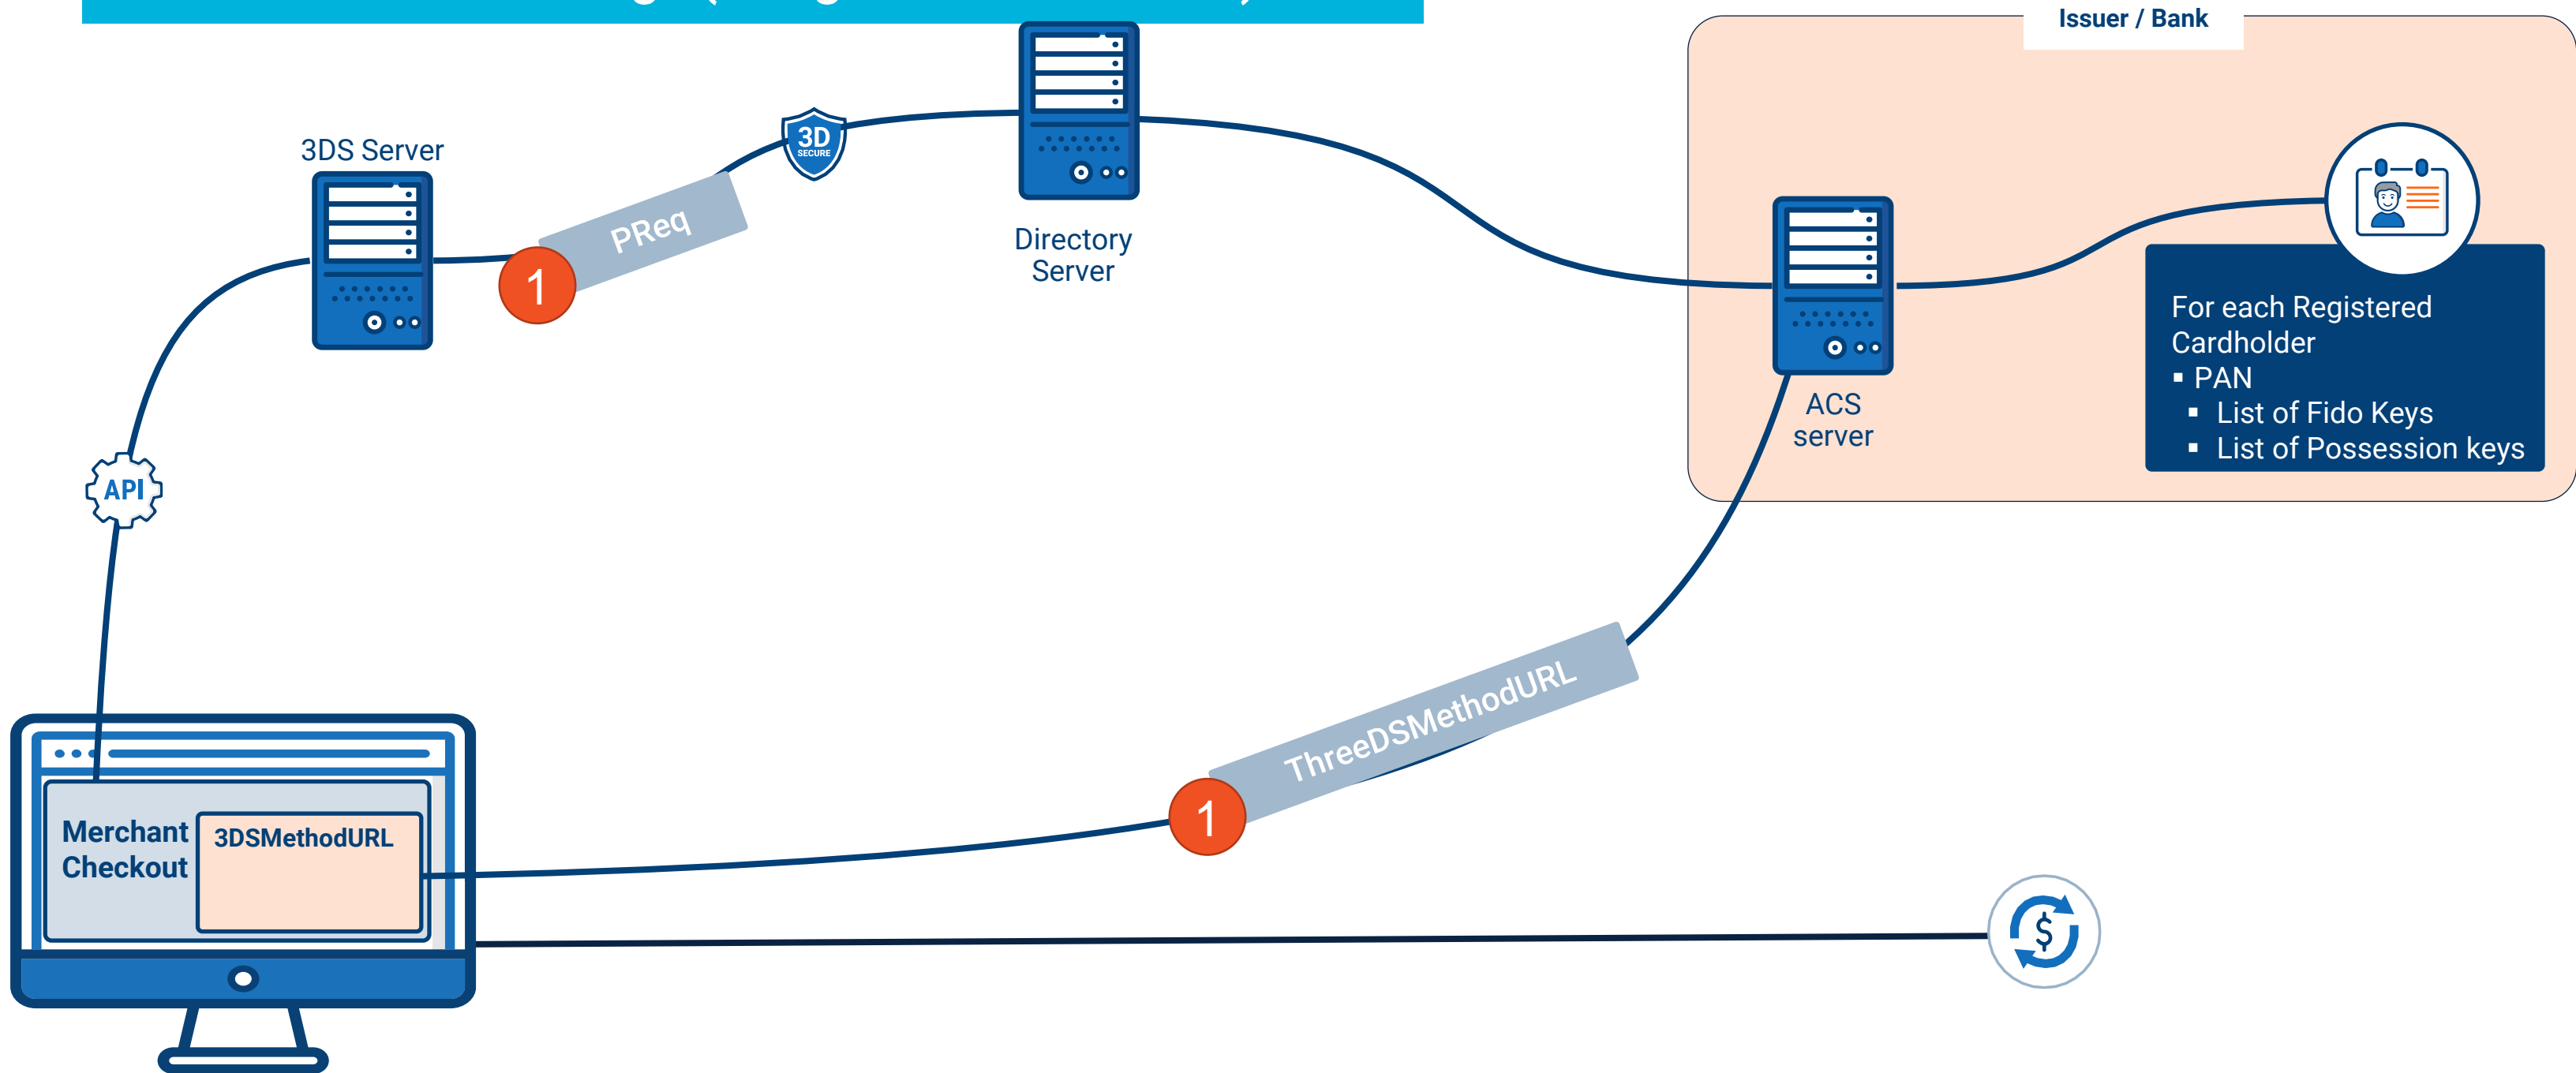 Issuer / Bank
3D
SECURE
3DS Server
PReq
1
Directory
Server
For each Registered
Cardholder
▪ PAN
▪ List of Fido Keys
▪ List of Possession keys
ACS
server
API
ThreeDSMethodURL
1
Merchant
Checkout
3DSMethodURL
$